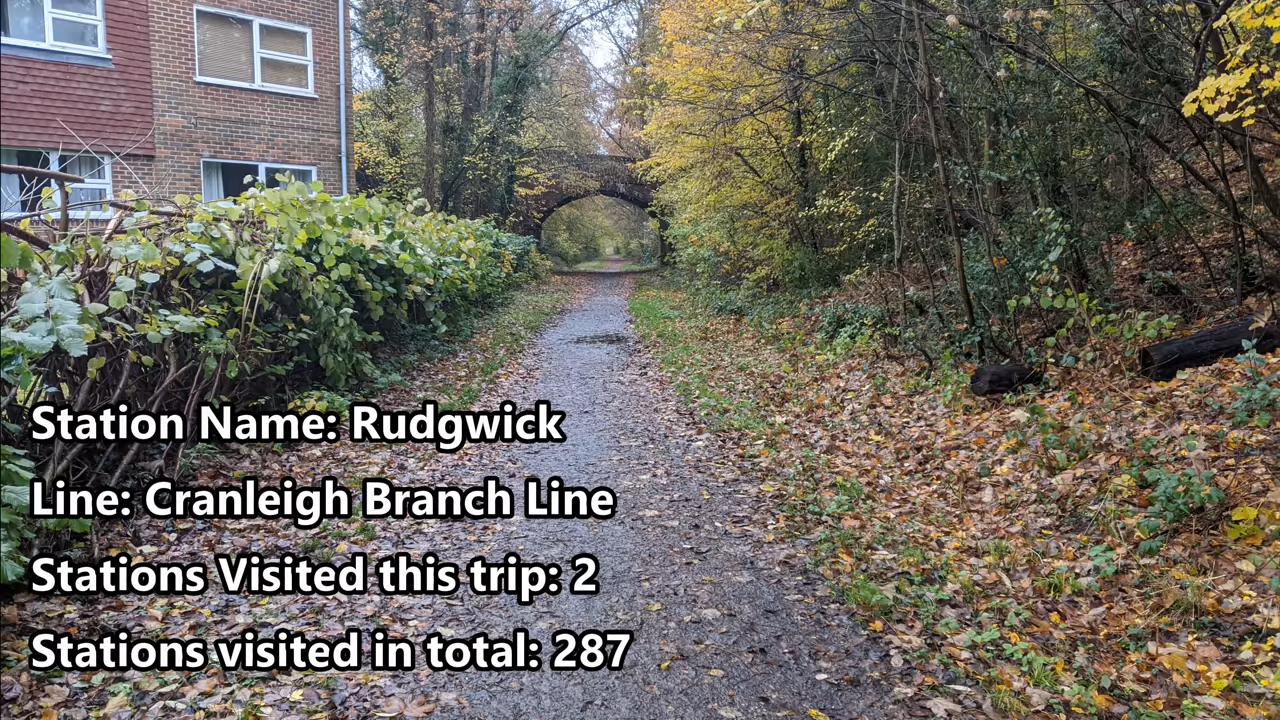 Station Name: Rudgwick
Line: Cranleigh Branch Line
Stations Visited this trip: 2
Stations visited in total: 287